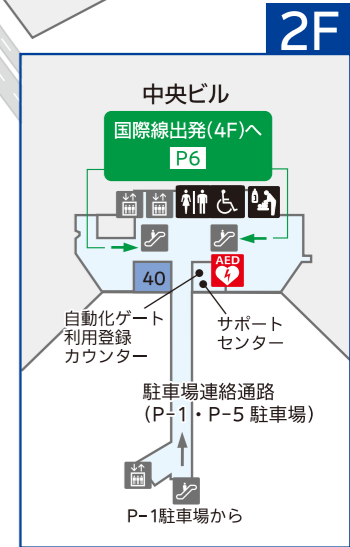 2F
中央ビル
国際線出発(4F)へ
P6
AED
40
自動化ゲート
利用登録
カウンター
サポート
センター
駐車場連絡通路
(P-1・P-5 駐車場)
P-1駐車場から